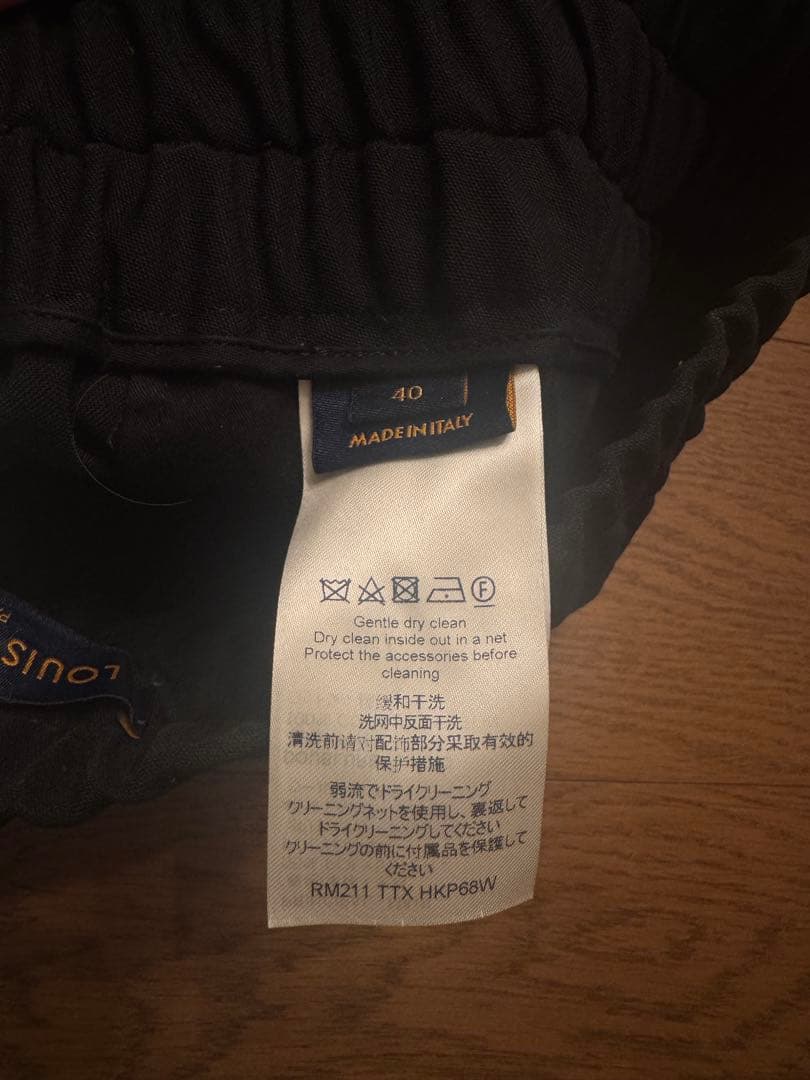 40
MADE IN ITALY
LOUIS
Gentle dry clean
Dry clean inside out in a net
Protect the accessories before
cleaning
缓和干洗
洗网中反面干洗
清洗前请对配饰部分采取有效的
保护措施
弱流でドライクリーニング
クリーニングネットを使用し、裏返して
ドライクリーニングしてください
クリーニングの前に付属品を保護して
ください
RM211 TTX HKP68W